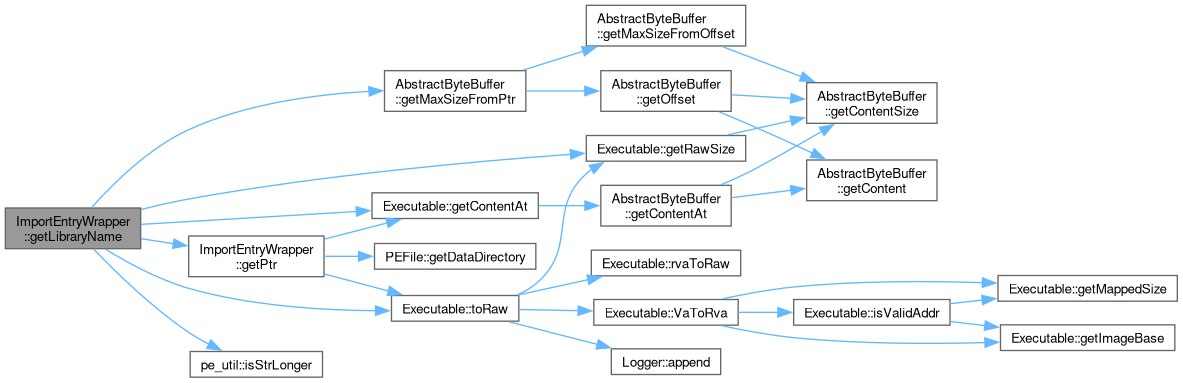 ImportEntryWrapper
::getLibraryName
AbstractByteBuffer
::getMaxSizeFromPtr
AbstractByteBuffer
::getMaxSizeFromOffset
AbstractByteBuffer
::getOffset
AbstractByteBuffer
::getContentSize
Executable::getRawSize
AbstractByteBuffer
::getContent
Executable::getContentAt
AbstractByteBuffer
::getContentAt
ImportEntryWrapper
::getPtr
PEFile::getDataDirectory
Executable::toRaw
Executable::rvaToRaw
Executable::VaToRva
Executable::isValidAddr
Executable::getMappedSize
Executable::getImageBase
Logger::append
pe_util::isStrLonger